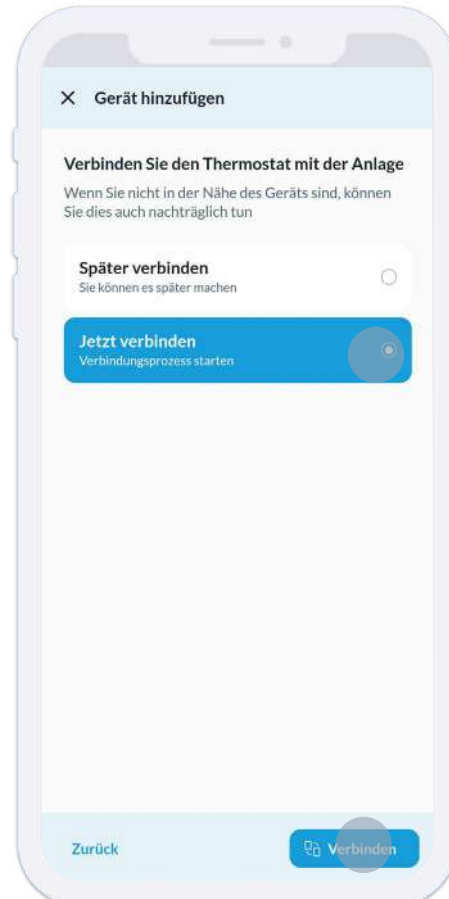 Gerät hinzufügen
Verbinden Sie den Thermostat mit der Anlage
Wenn Sie nicht in der Nähe des Geräts sind, können
Sie dies auch nachträglich tun
Später verbinden
Sie können es später machen
Jetzt verbinden
Verbindungsprozess starten
Zurück
Verbinden